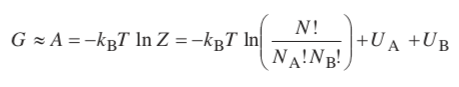 G ≈ A = −k_BT ln Z = −k_BT ln(N!/(N_A!N_B!)) + U_A + U_B